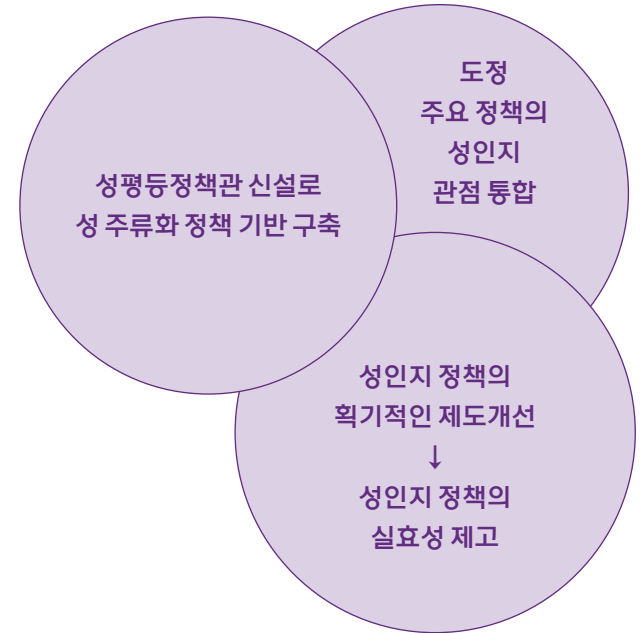 성평등정책관 신설로
성 주류화 정책 기반 구축
도정
주요 정책의
성인지
관점 통합
성인지 정책의
획기적인 제도개선
↓
성인지 정책의
실효성 제고